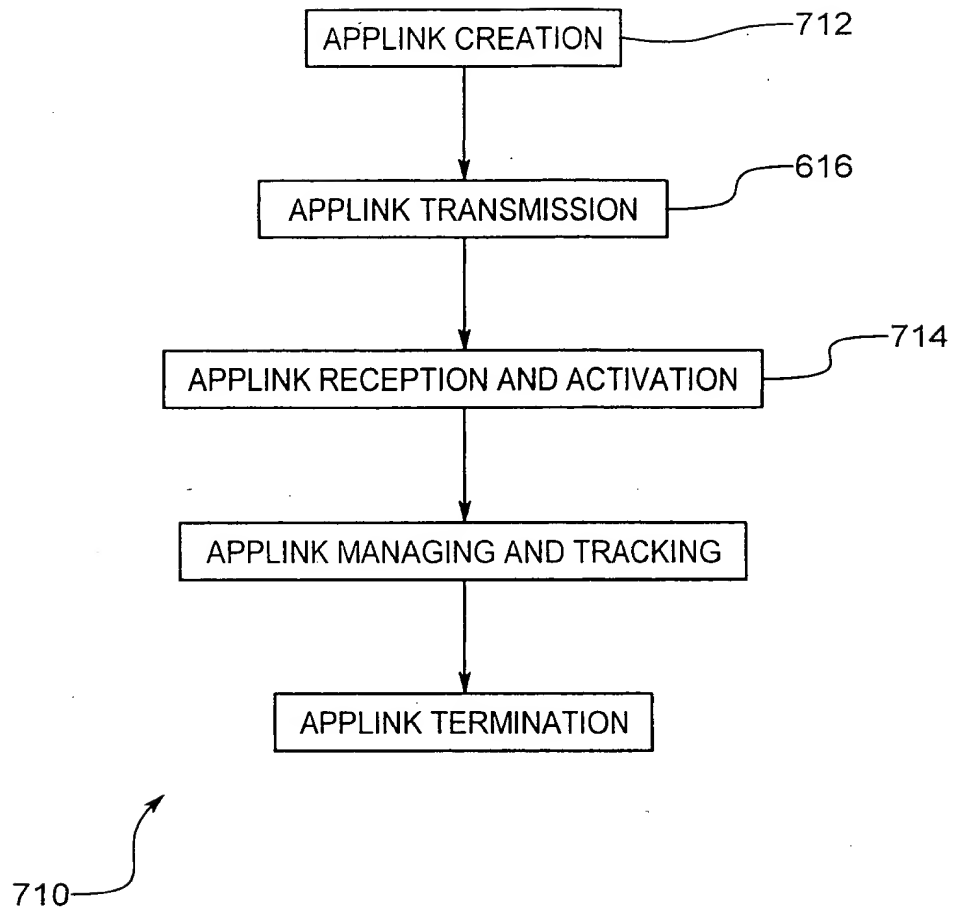 APPLINK CREATION
712
APPLINK TRANSMISSION
616
APPLINK RECEPTION AND ACTIVATION
714
APPLINK MANAGING AND TRACKING
APPLINK TERMINATION
710